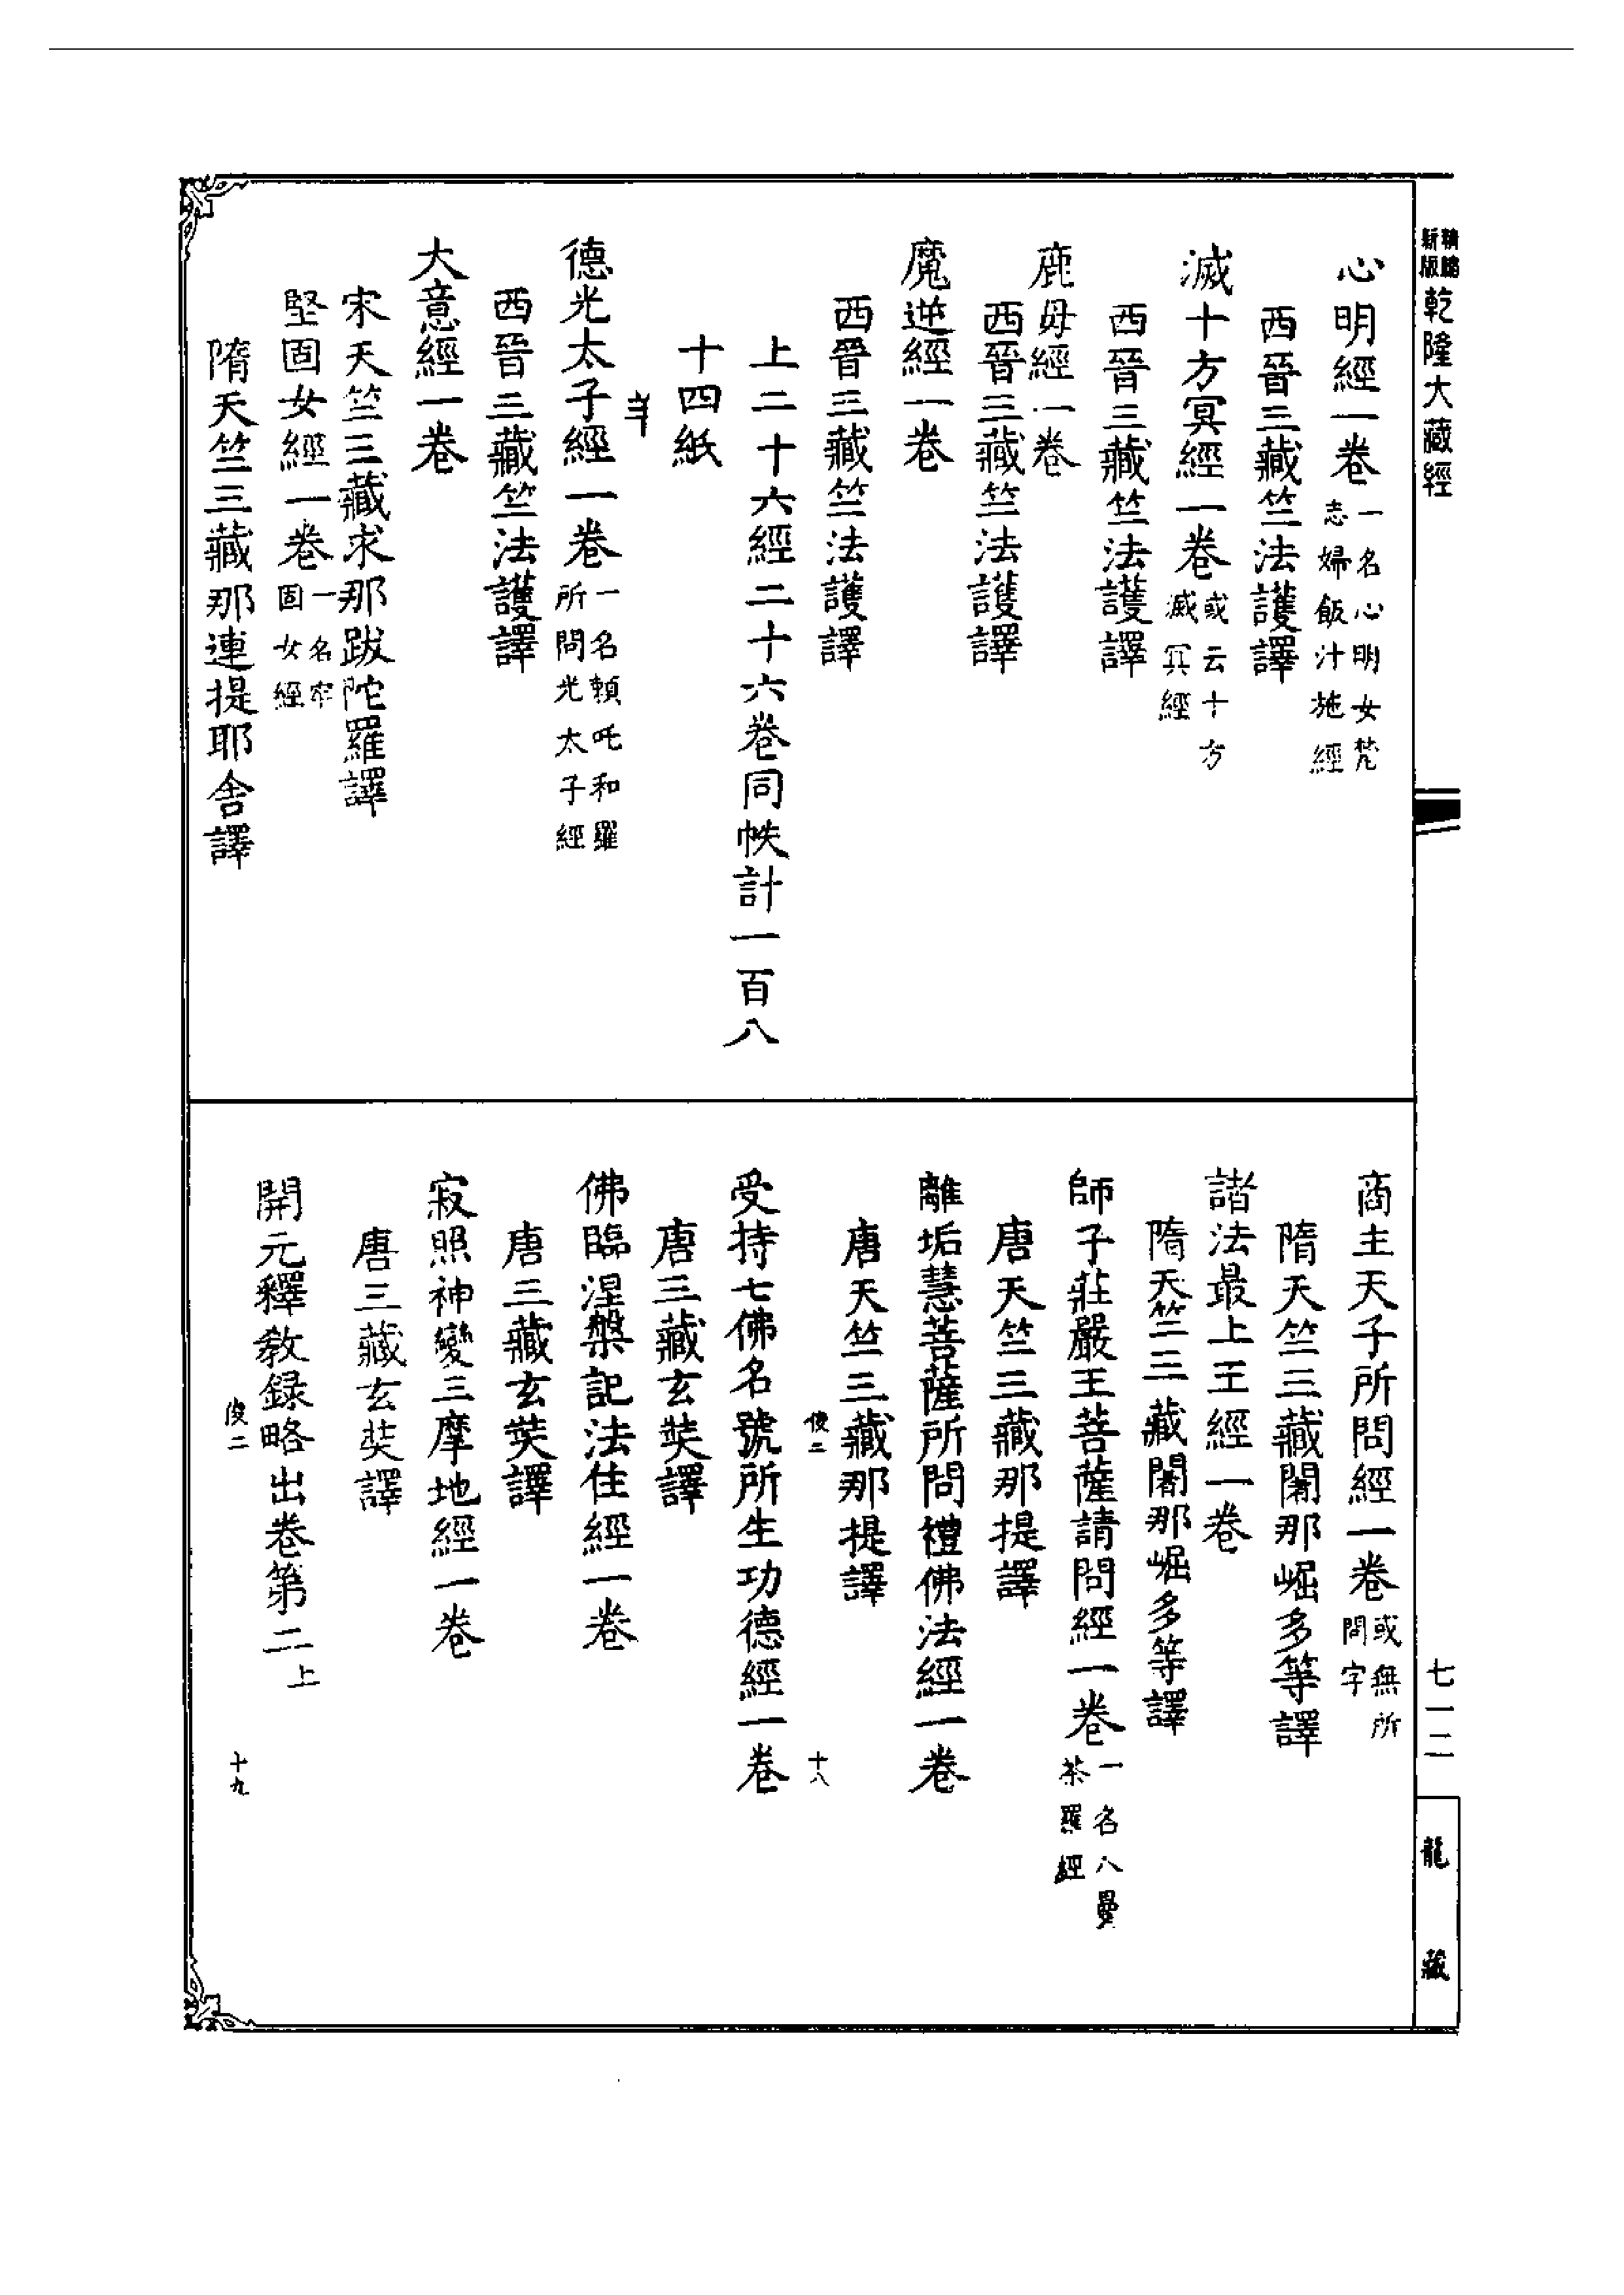 新版
精縮
乾隆大藏經
心明經一卷一名心明女梵
志婦飯汁施經
西晉三藏竺法護譯
滅十方冥經一卷或云十方
滅冥經
西晉三藏竺法護譯
鹿母經一卷
西晉三藏竺法護譯
魔逆經一卷
西晉三藏竺法護譯
上二十六經二十六卷同帙計一百八
十四紙
羊
德光太子經一卷一名賴吒和羅
所問光太子經
西晉三藏竺法護譯
大意經一卷
宋天竺三藏求那跋陀羅譯
堅固女經一卷一名牢
固女經
隋天竺三藏那連提耶舍譯
商主天子所問經一卷或無所
問字
隋天竺三藏闍那崛多等譯
諸法最上王經一卷
隋天竺三藏闍那崛多等譯
師子莊嚴王菩薩請問經一卷一名八曼
茶羅經
唐天竺三藏那提譯
離垢慧菩薩所問禮佛法經一卷
唐天竺三藏那提譯
俊二 十八
受持七佛名號所生功德經一卷
唐三藏玄奘譯
佛臨涅槃記法住經一卷
唐三藏玄奘譯
寂照神變三摩地經一卷
唐三藏玄奘譯
開元釋教録略出卷第二上
俊二 十九
七一二
龍藏